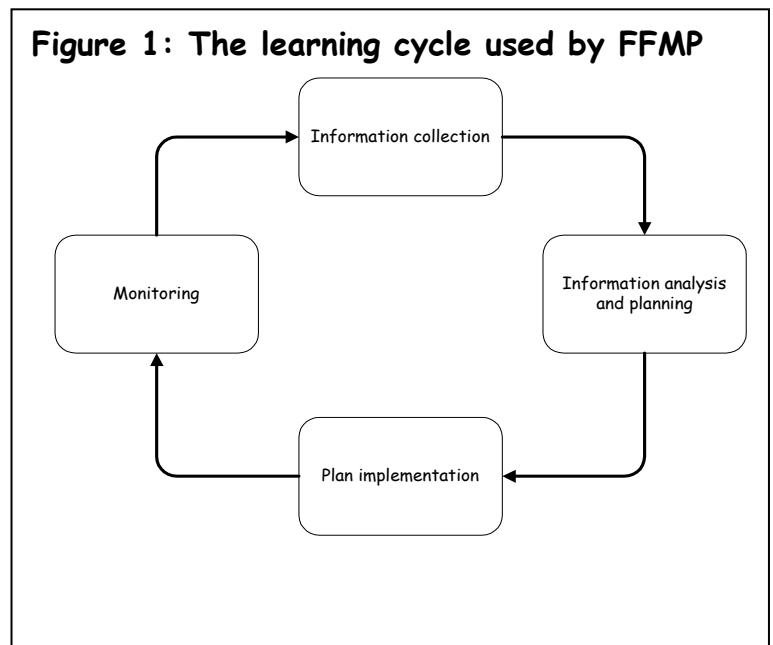 Figure 1: The learning cycle used by FFMP
Information collection
Information analysis
and planning
Plan implementation
Monitoring